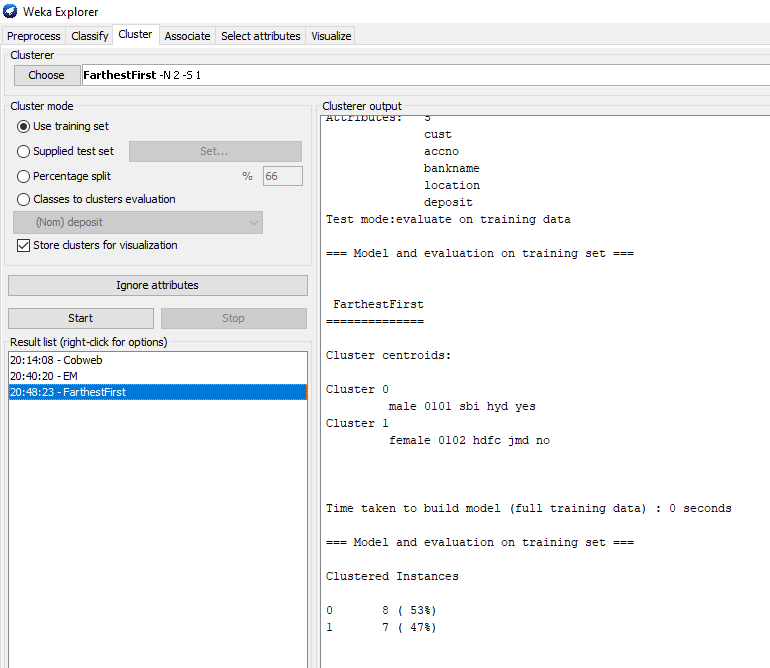 Weka Explorer
Preprocess Classify Cluster Associate Select attributes Visualize
Clusterer
Choose FarthestFirst -N 2 -S 1
Cluster mode
Use training set
Supplied test set Set...
Percentage split % 66
Classes to clusters evaluation
(Nom) deposit
Store clusters for visualization
Ignore attributes
Start Stop
Result list (right-click for options)
20:14:08 - Cobweb
20:40:20 - EM
20:48:23 - FarthestFirst
Clusterer output
Attributes: 5
cust
accno
bankname
location
deposit
Test mode:evaluate on training data
=== Model and evaluation on training set ===
FarthestFirst
==============
Cluster centroids:
Cluster 0
male 0101 sbi hyd yes
Cluster 1
female 0102 hdfc jmd no
Time taken to build model (full training data) : 0 seconds
=== Model and evaluation on training set ===
Clustered Instances
0 8 ( 53%)
1 7 ( 47%)